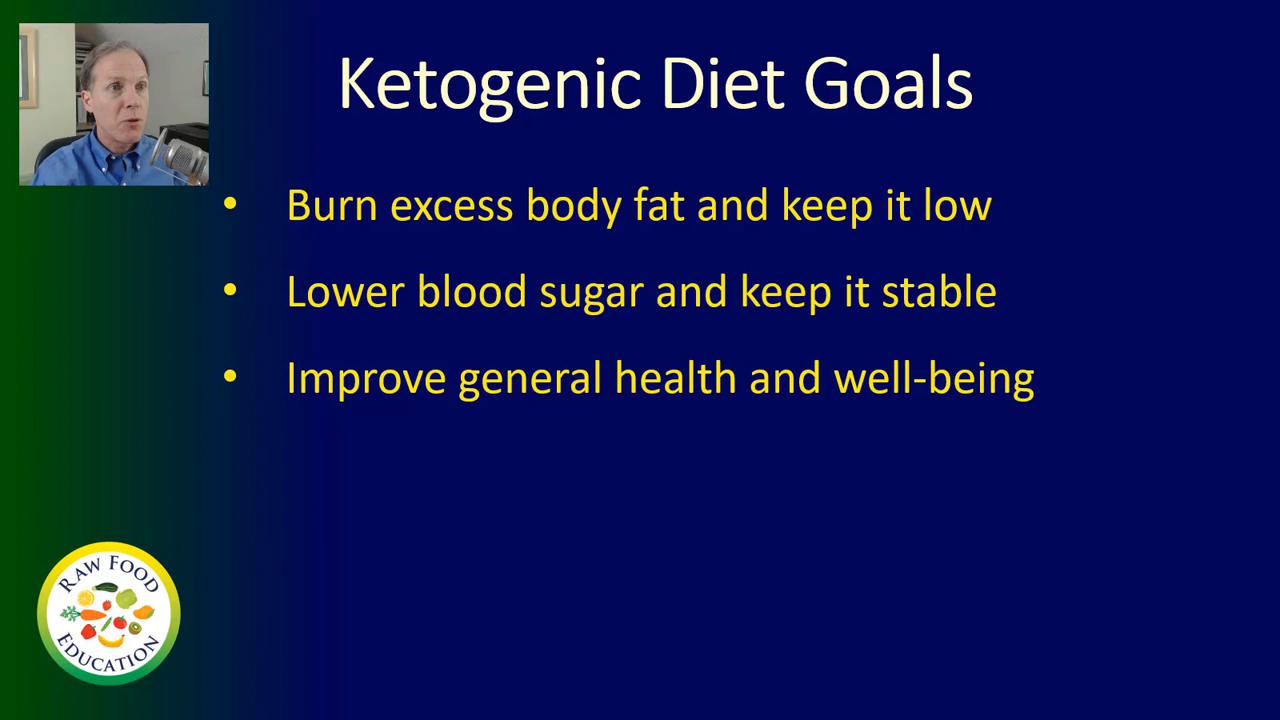 Ketogenic Diet Goals
• Burn excess body fat and keep it low
• Lower blood sugar and keep it stable
• Improve general health and well-being
RAW FOOD
EDUCATION